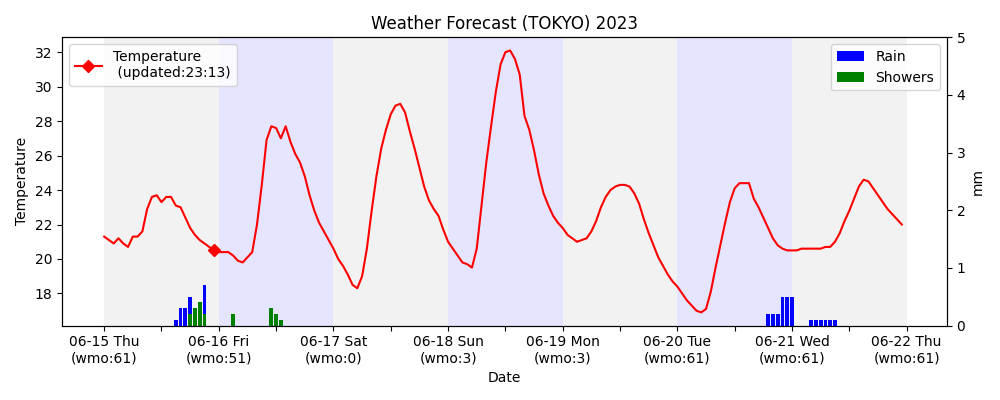 Weather Forecast (TOKYO) 2023
Temperature
(updated:23:13)
Rain
Showers
32
30
28
26
24
22
20
18
Temperature
5
4
3
2
1
0
mm
06-15 Thu
(wmo:61)
06-16 Fri
(wmo:51)
06-17 Sat
(wmo:0)
06-18 Sun
(wmo:3)
06-19 Mon
(wmo:3)
06-20 Tue
(wmo:61)
06-21 Wed
(wmo:61)
06-22 Thu
(wmo:61)
Date